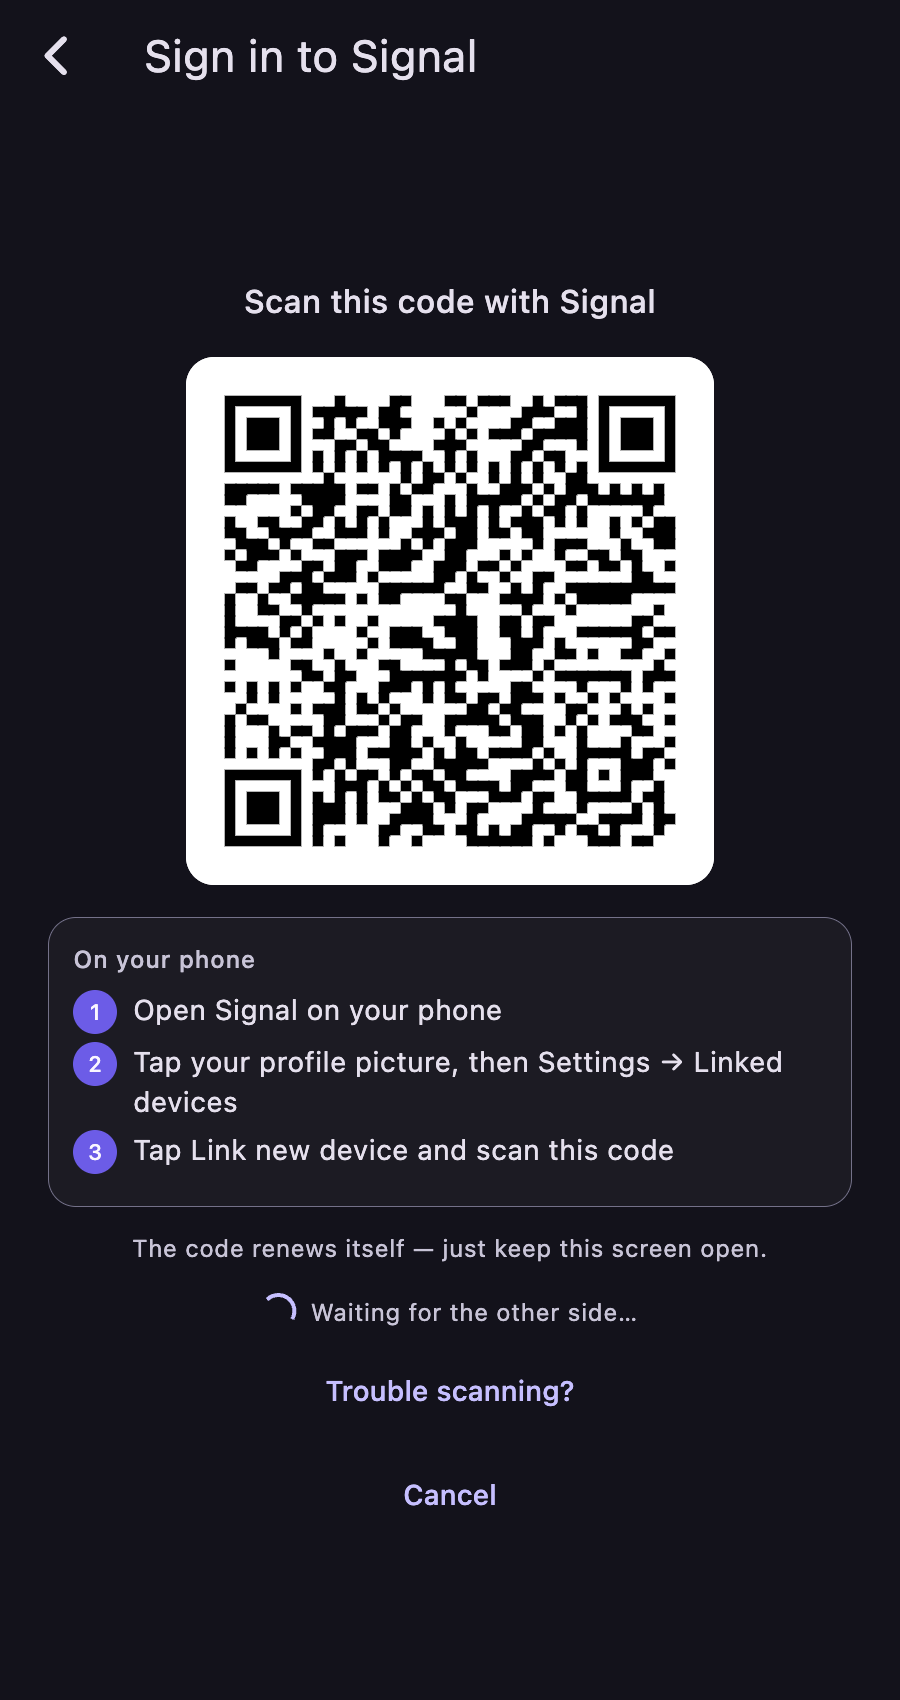 Sign in to Signal
Scan this code with Signal
On your phone
1 Open Signal on your phone
2 Tap your profile picture, then Settings → Linked
devices
3 Tap Link new device and scan this code
The code renews itself — just keep this screen open.
Waiting for the other side…
Trouble scanning?
Cancel